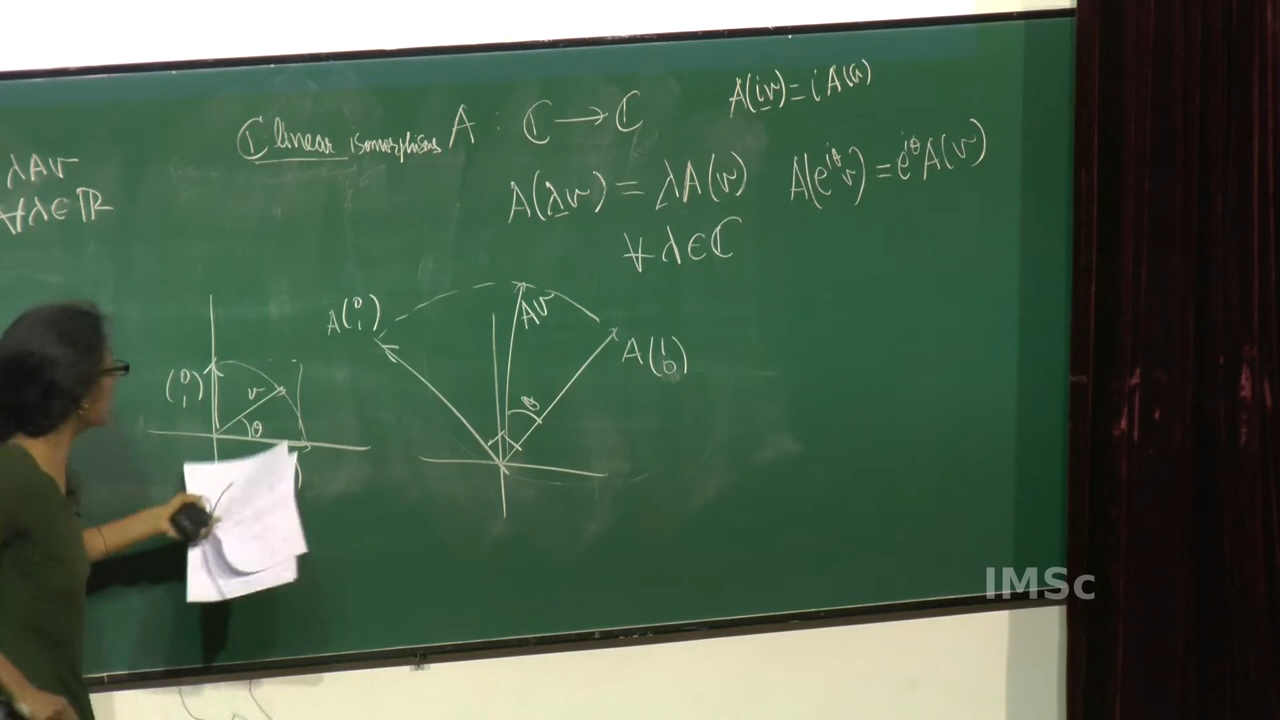 λAv
∀λ∈ℝ
ℂ linear isomorphisms A : ℂ → ℂ
A(iv) = i A(v)
A(λv) = λA(v)
A(e^{iθ}v) = e^{iθ}A(v)
∀ λ∈ℂ
(0 1)
v
θ
A(0 1)
Av
θ
A(1 0)
IMSc